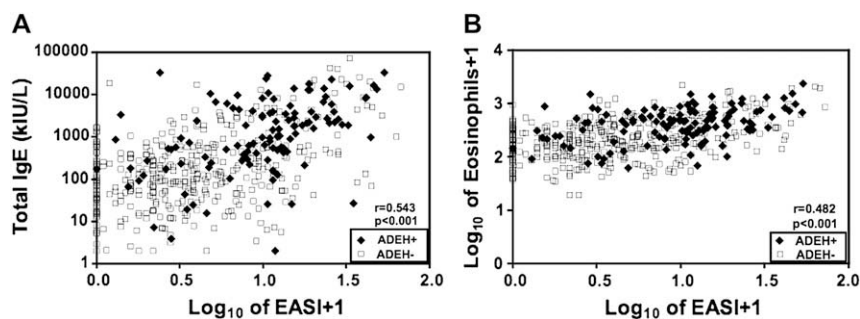 A
Total IgE (kIU/L)
100000
10000
1000
100
10
1
0.0 0.5 1.0 1.5 2.0
Log10 of EASI+1
r=0.543
p<0.001
ADEH+
ADEH-
B
Log10 of Eosinophils+1
4
3
2
1
0
0.0 0.5 1.0 1.5 2.0
Log10 of EASI+1
r=0.482
p<0.001
ADEH+
ADEH-